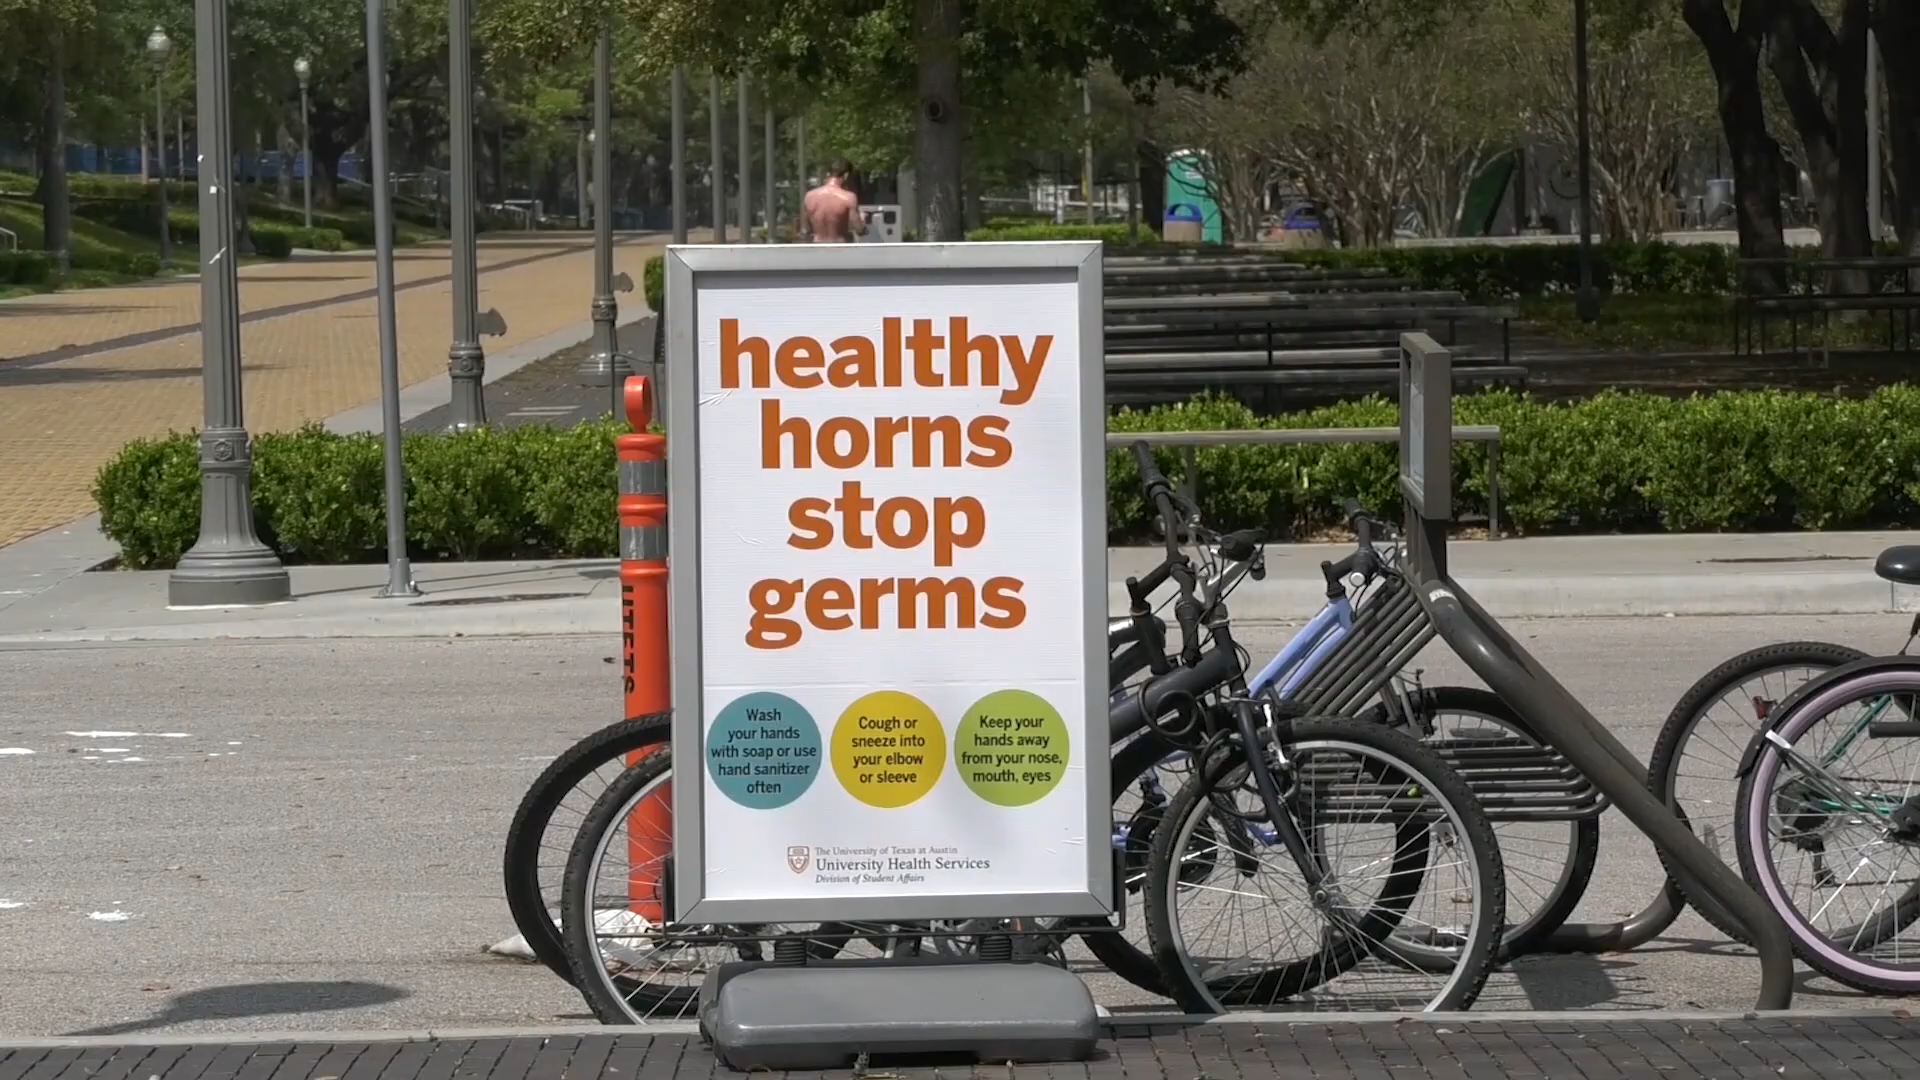 healthy
horns
stop
germs
Wash
your hands
with soap or use
hand sanitizer
often
Cough or
sneeze into
your elbow
or sleeve
Keep your
hands away
from your nose,
mouth, eyes
The University of Texas at Austin
University Health Services
Division of Student Affairs
UTETS